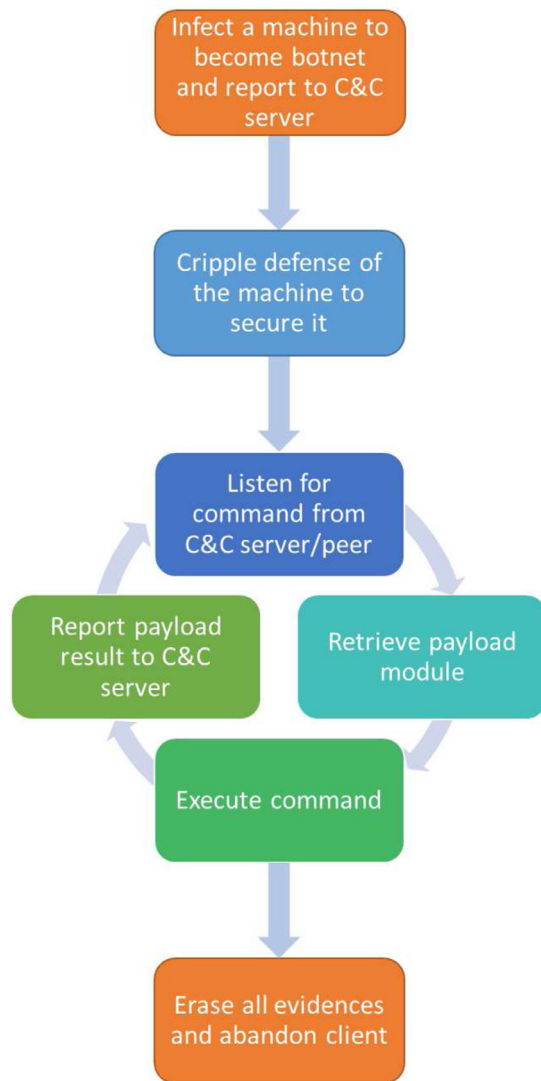 Infect a machine to
become botnet
and report to C&C
server
Cripple defense of
the machine to
secure it
Listen for
command from
C&C server/peer
Report payload
result to C&C
server
Retrieve payload
module
Execute command
Erase all evidences
and abandon client